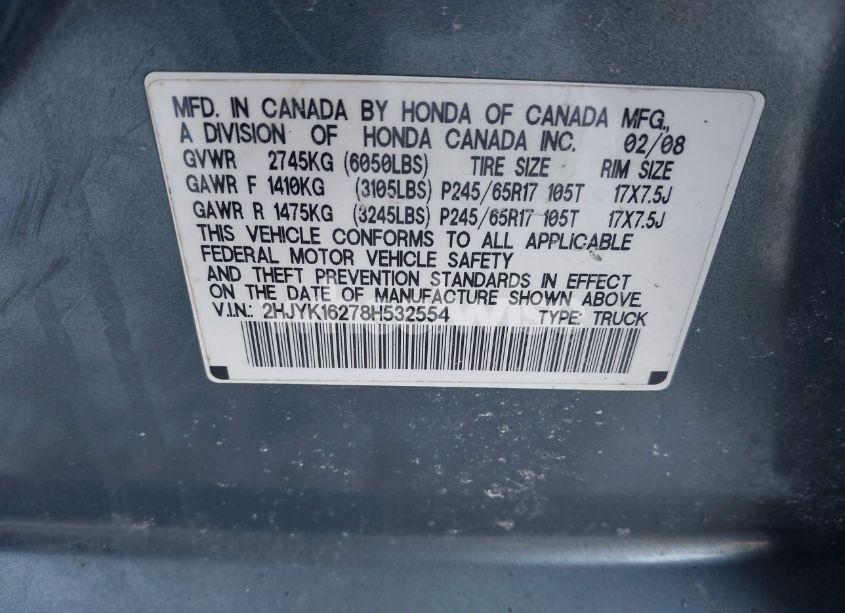 MFD. IN CANADA BY HONDA OF CANADA MFG.,
A DIVISION OF HONDA CANADA INC. 02/08
GVWR 2745KG (6050LBS) TIRE SIZE RIM SIZE
GAWR F 1410KG (3105LBS) P245/65R17 105T 17X7.5J
GAWR R 1475KG (3245LBS) P245/65R17 105T 17X7.5J
THIS VEHICLE CONFORMS TO ALL APPLICABLE
FEDERAL MOTOR VEHICLE SAFETY
AND THEFT PREVENTION STANDARDS IN EFFECT
ON THE DATE OF MANUFACTURE SHOWN ABOVE.
V.I.N.: 2HJYK16278H532554 TYPE: TRUCK